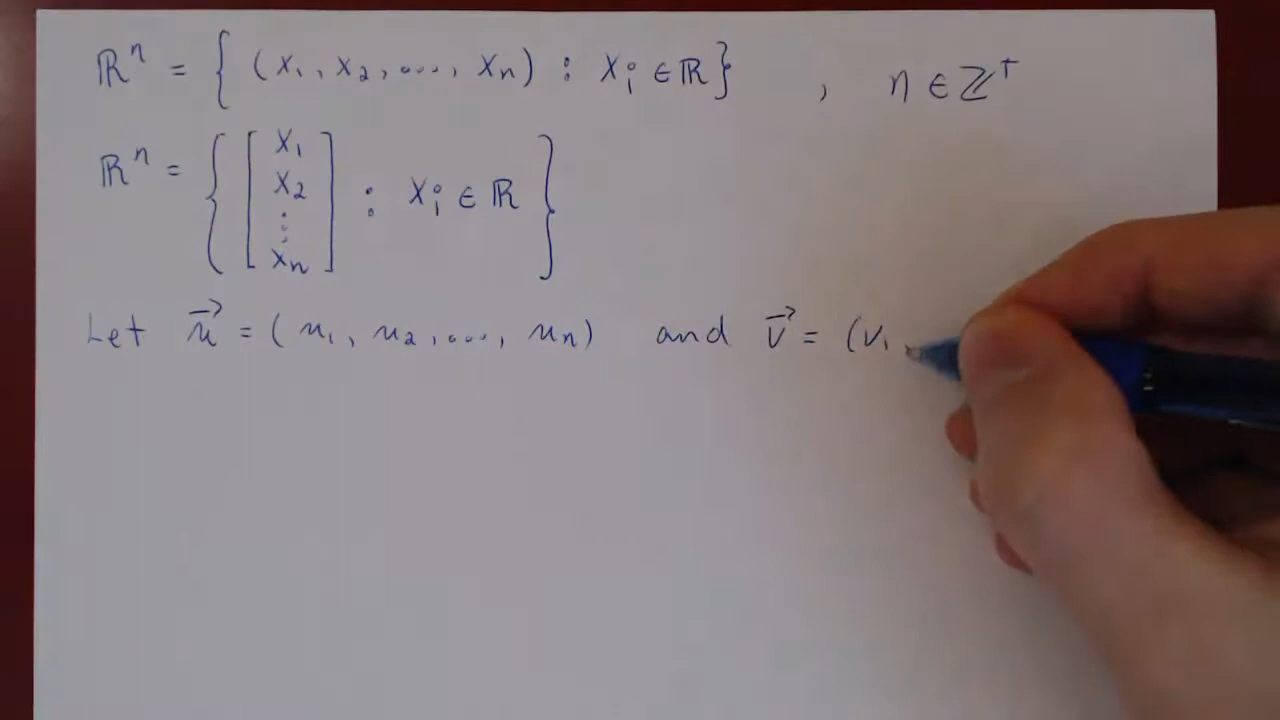 ℝⁿ = { (x₁, x₂, ..., xₙ) : xᵢ ∈ ℝ } , n ∈ ℤ⁺
ℝⁿ = { [ x₁ x₂ ⋮ xₙ ] : xᵢ ∈ ℝ }
Let u⃗ = (u₁, u₂, ..., uₙ) and v⃗ = (v₁,